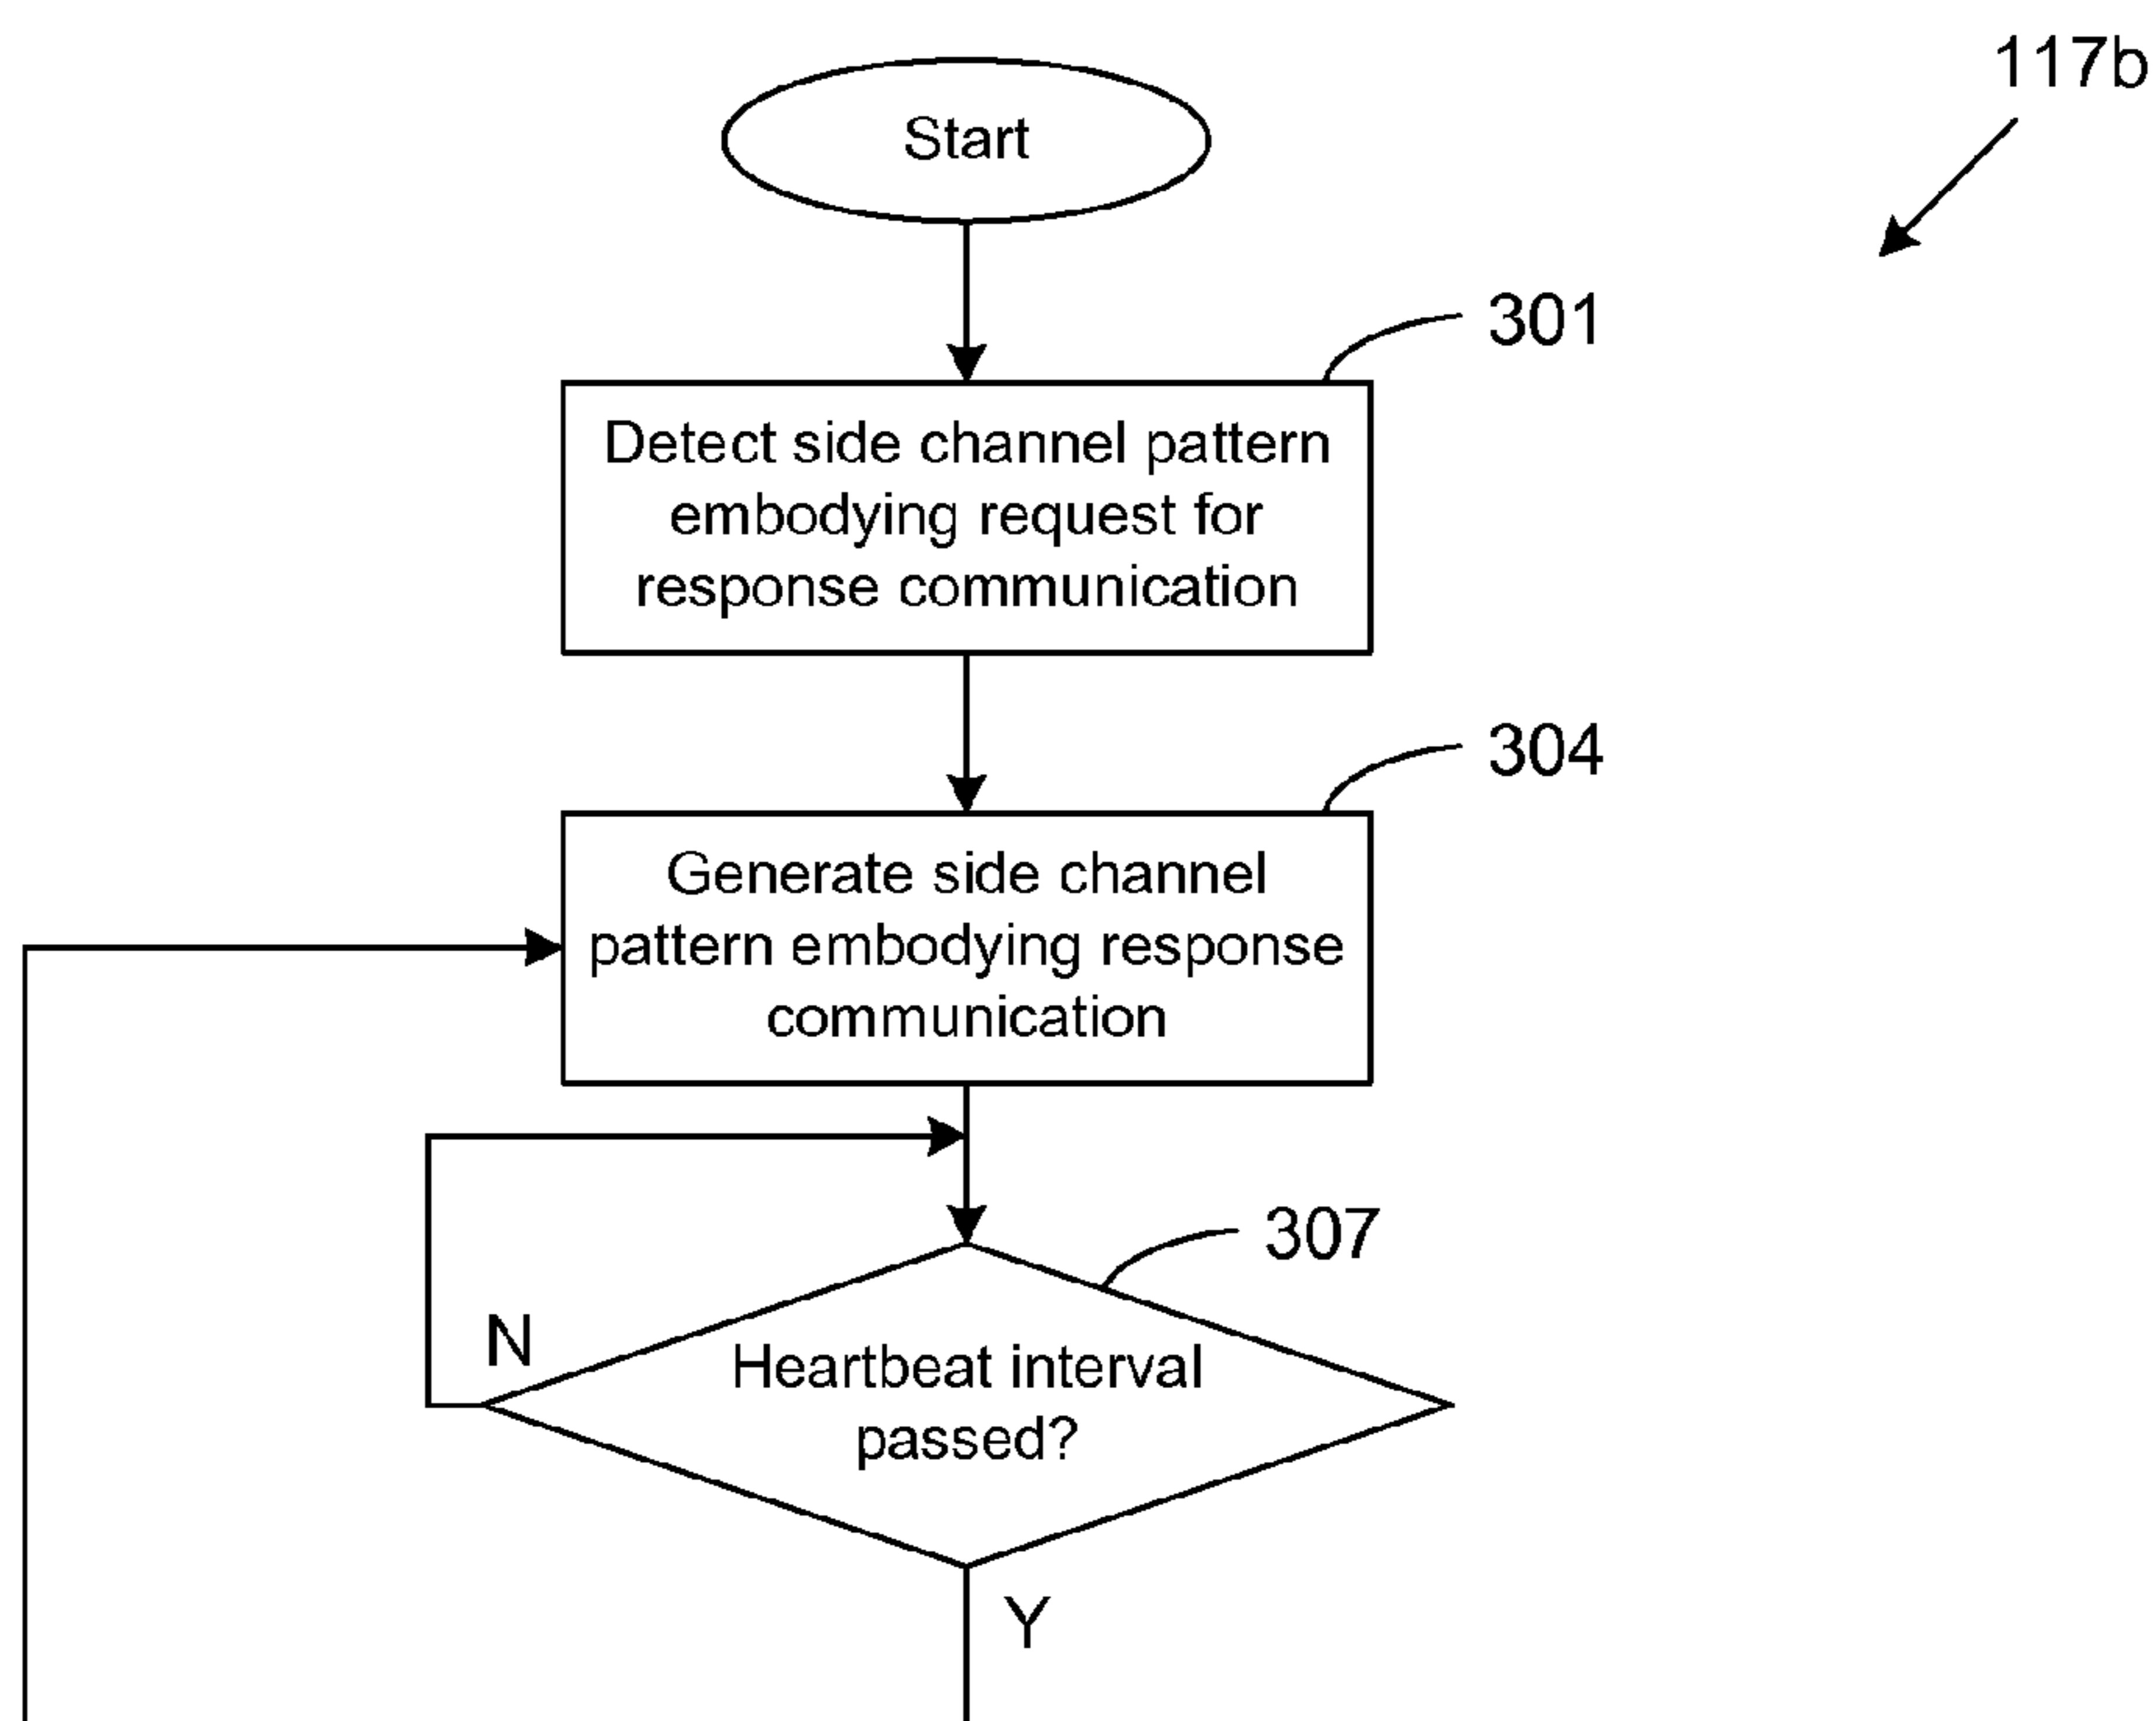 117b
Start
301
Detect side channel pattern
embodying request for
response communication
304
Generate side channel
pattern embodying response
communication
307
N
Heartbeat interval
passed?
Y